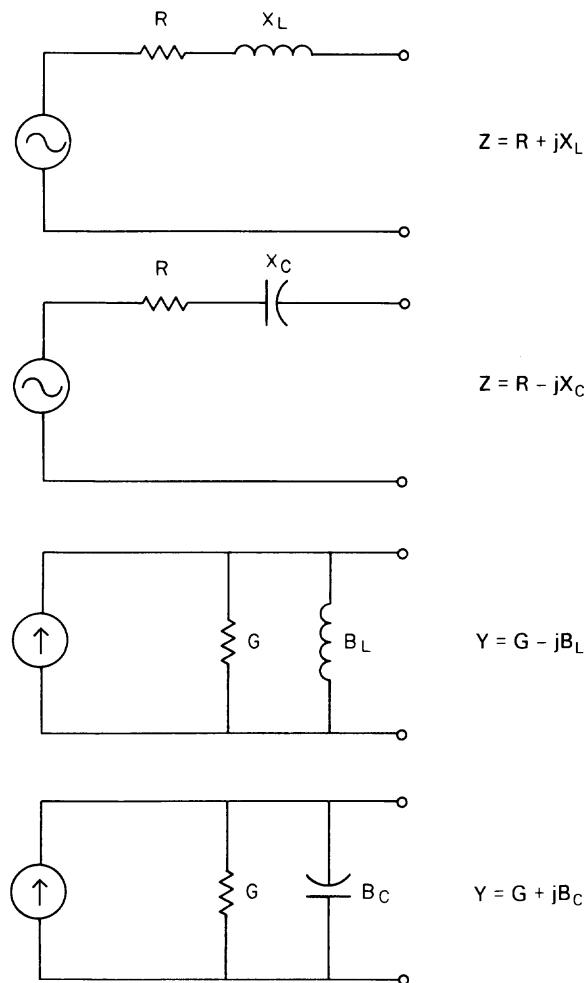 R X_L
Z = R + jX_L
R X_C
Z = R – jX_C
G B_L Y = G – jB_L
G B_C Y = G + jB_C